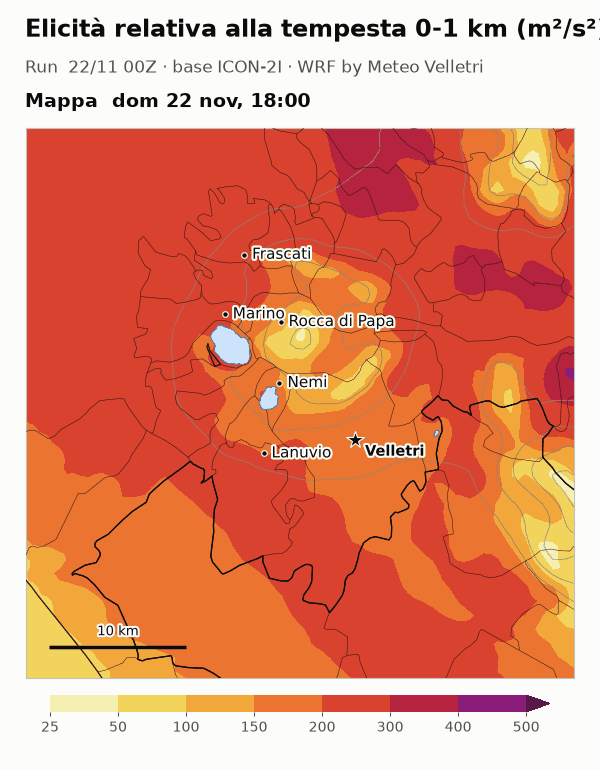 Elicità relativa alla tempesta 0-1 km (m²/s²)
Run  22/11 00Z · base ICON-2I · WRF by Meteo Velletri
Mappa  dom 22 nov, 18:00
Frascati
Marino
Rocca di Papa
Nemi
Velletri
Lanuvio
10 km
25 50 100 150 200 300 400 500